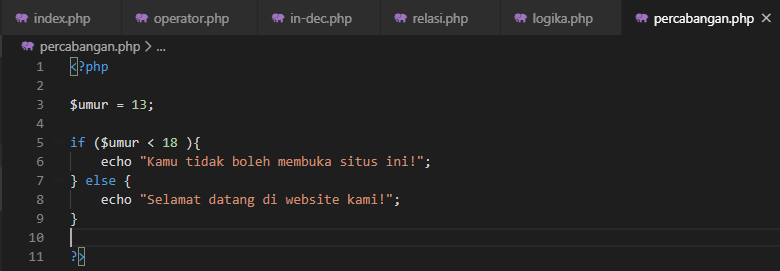 index.php operator.php in-dec.php relasi.php logika.php percabangan.php ×
percabangan.php > ...
1 <?php
2
3 $umur = 13;
4
5 if ($umur < 18 ){
6 echo "Kamu tidak boleh membuka situs ini!";
7 } else {
8 echo "Selamat datang di website kami!";
9 }
10
11 ?>